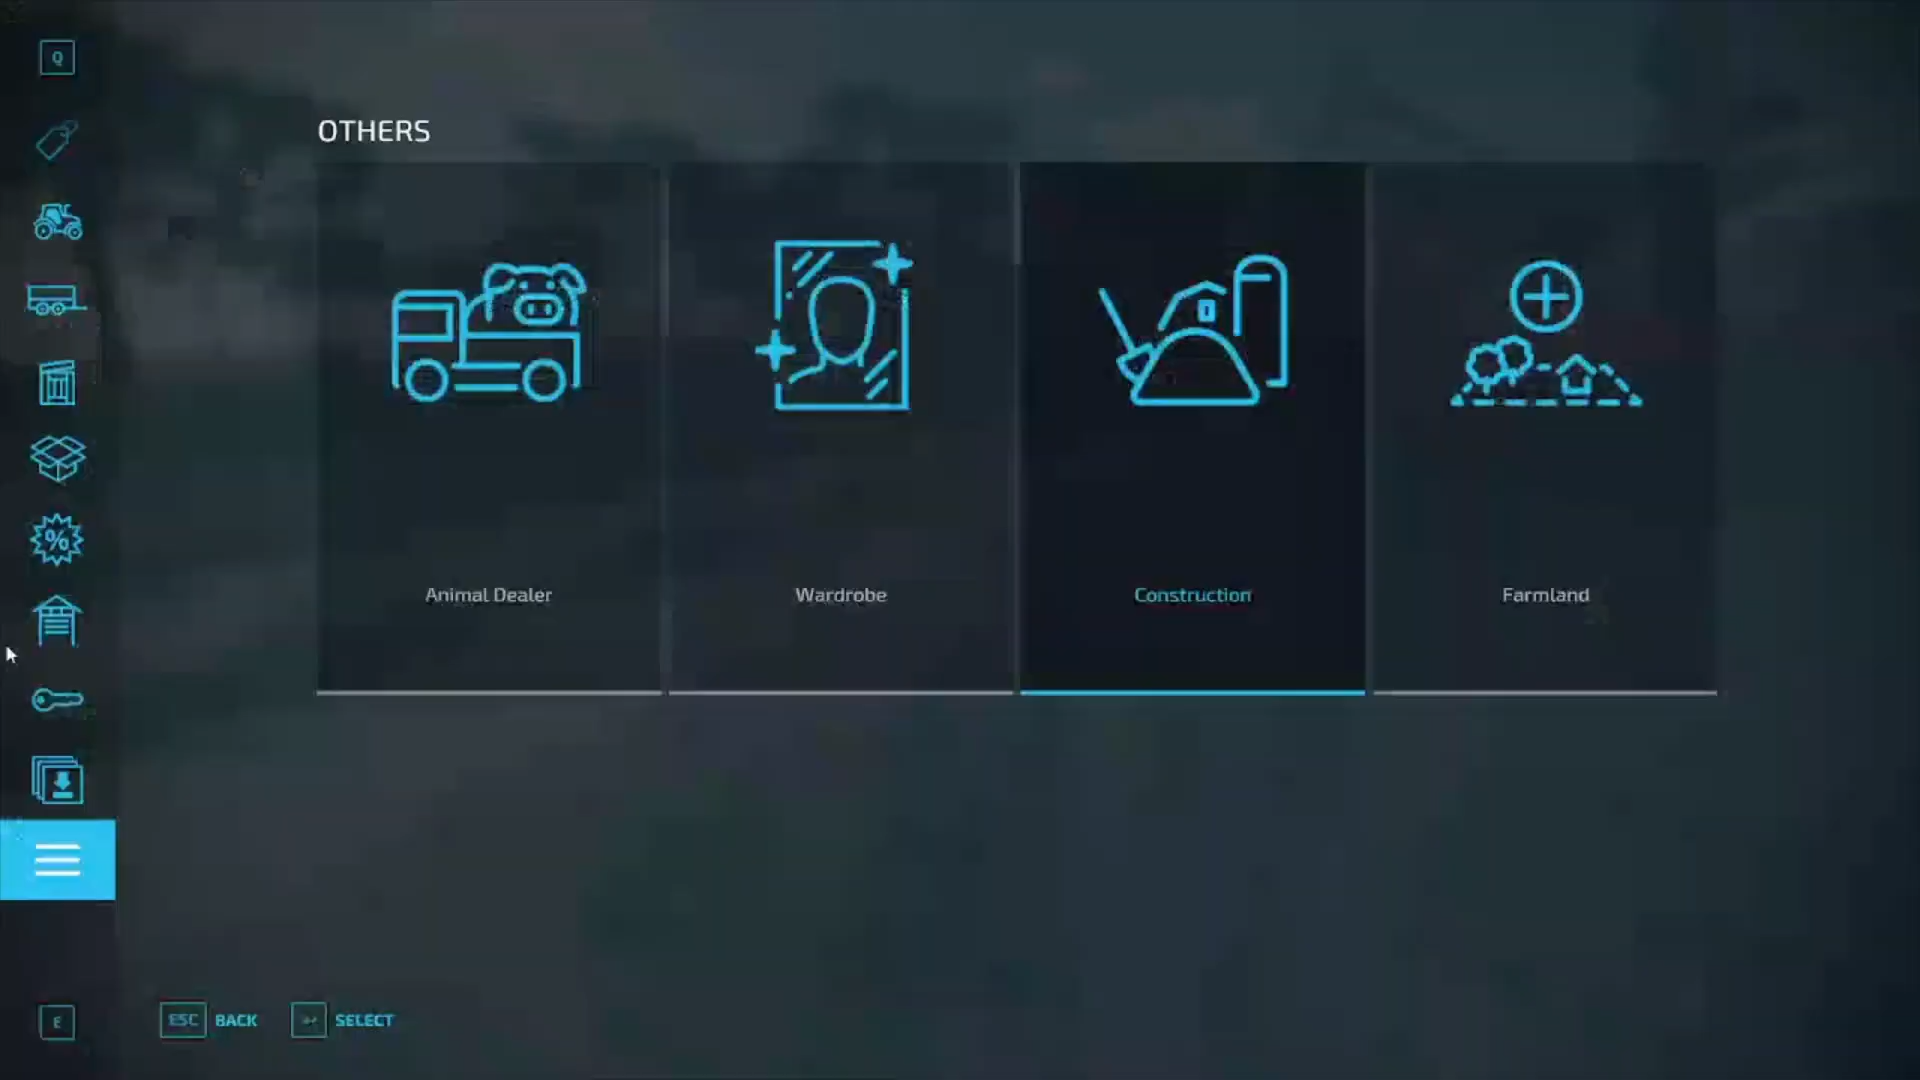 Q
OTHERS
%
Animal Dealer
Wardrobe
Construction
Farmland
E
ESC BACK
SELECT